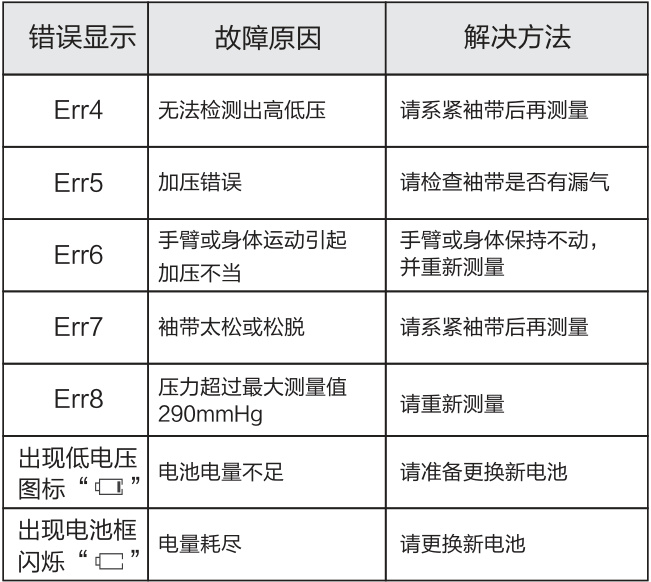 错误显示 故障原因 解决方法
Err4 无法检测出高低压 请系紧袖带后再测量
Err5 加压错误 请检查袖带是否有漏气
Err6 手臂或身体运动引起 手臂或身体保持不动，
加压不当 并重新测量
Err7 袖带太松或松脱 请系紧袖带后再测量
Err8 压力超过最大测量值 请重新测量
290mmHg
出现低电压 电池电量不足 请准备更换新电池
图标“ ”
出现电池框 电量耗尽 请更换新电池
闪烁“ ”